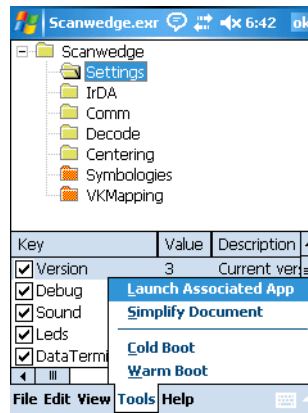 Scanwedge.exr 6:42 ok
Scanwedge
Settings
IrDA
Comm
Decode
Centering
Symbologies
VKMapping
Key Value Description
Version 3 Current vers
Debug
Sound
Leds
DataTermi
Launch Associated App
Simplify Document
Cold Boot
Warm Boot
File Edit View Tools Help